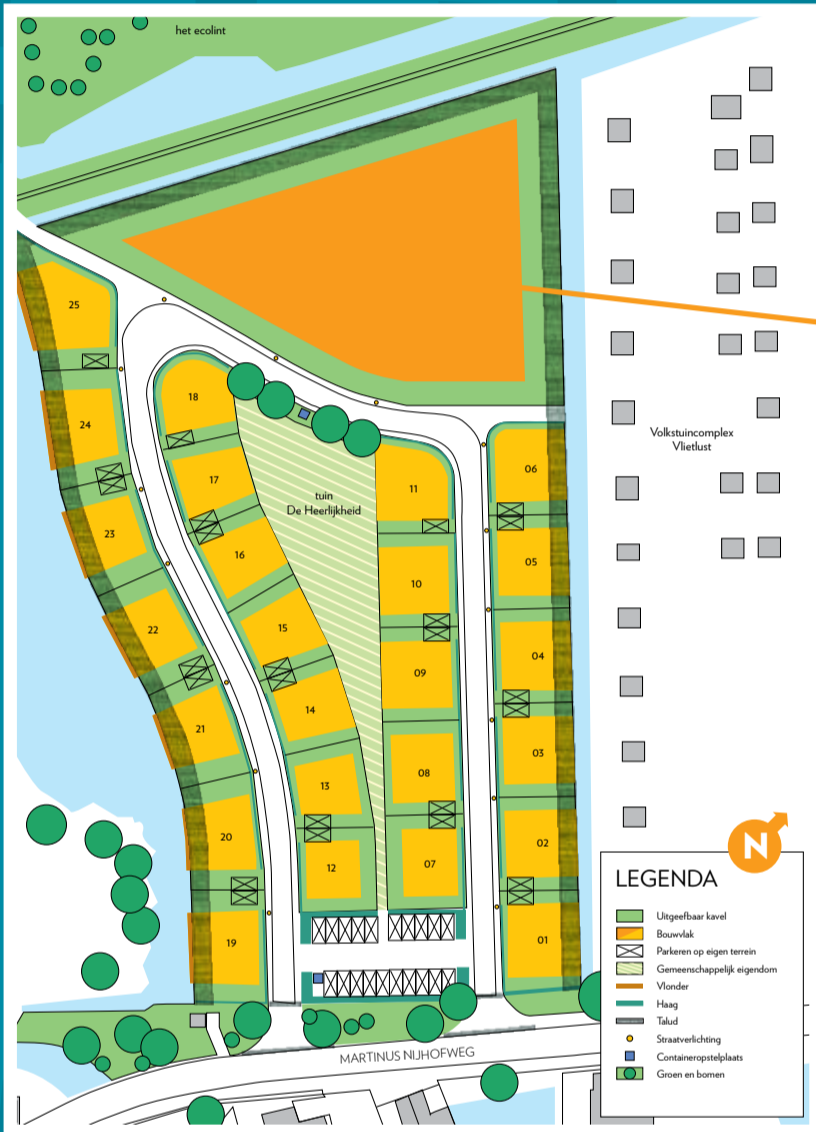 het ecolint
25
24
23
22
21
20
19
18
17
16
15
14
13
12
tuin
De Heerlijkheid
11
10
09
08
07
06
05
04
03
02
01
Volkstuincomplex
Vlietlust
MARTINUS NIJHOFWEG
N
LEGENDA
Uitgeefbaar kavel
Bouwvlak
Parkeren op eigen terrein
Gemeenschappelijk eigendom
Vlonder
Haag
Talud
Straatverlichting
Containeropstelplaats
Groen en bomen